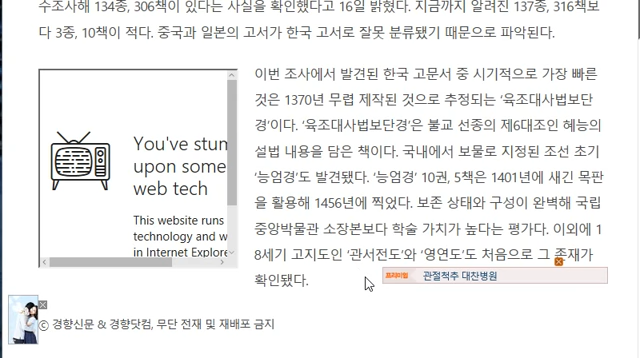 수조사해 134종, 306책이 있다는 사실을 확인했다고 16일 밝혔다. 지금까지 알려진 137종, 316책보
다 3종, 10책이 적다. 중국과 일본의 고서가 한국 고서로 잘못 분류됐기 때문으로 파악된다.
You've stum
upon some
web tech
This website runs
technology and w
in Internet Explore
이번 조사에서 발견된 한국 고문서 중 시기적으로 가장 빠른
것은 1370년 무렵 제작된 것으로 추정되는 '육조대사법보단
경'이다. '육조대사법보단경'은 불교 선종의 제6대조인 혜능의
설법 내용을 담은 책이다. 국내에서 보물로 지정된 조선 초기
'능엄경'도 발견됐다. '능엄경' 10권, 5책은 1401년에 새긴 목판
을 활용해 1456년에 찍었다. 보존 상태와 구성이 완벽해 국립
중앙박물관 소장본보다 학술 가치가 높다는 평가다. 이외에 1
8세기 고지도인 '관서전도'와 '영연도'도 처음으로 그 존재가
확인됐다.
프리미엄 관절척추 대찬병원
ⓒ 경향신문 & 경향닷컴, 무단 전재 및 재배포 금지